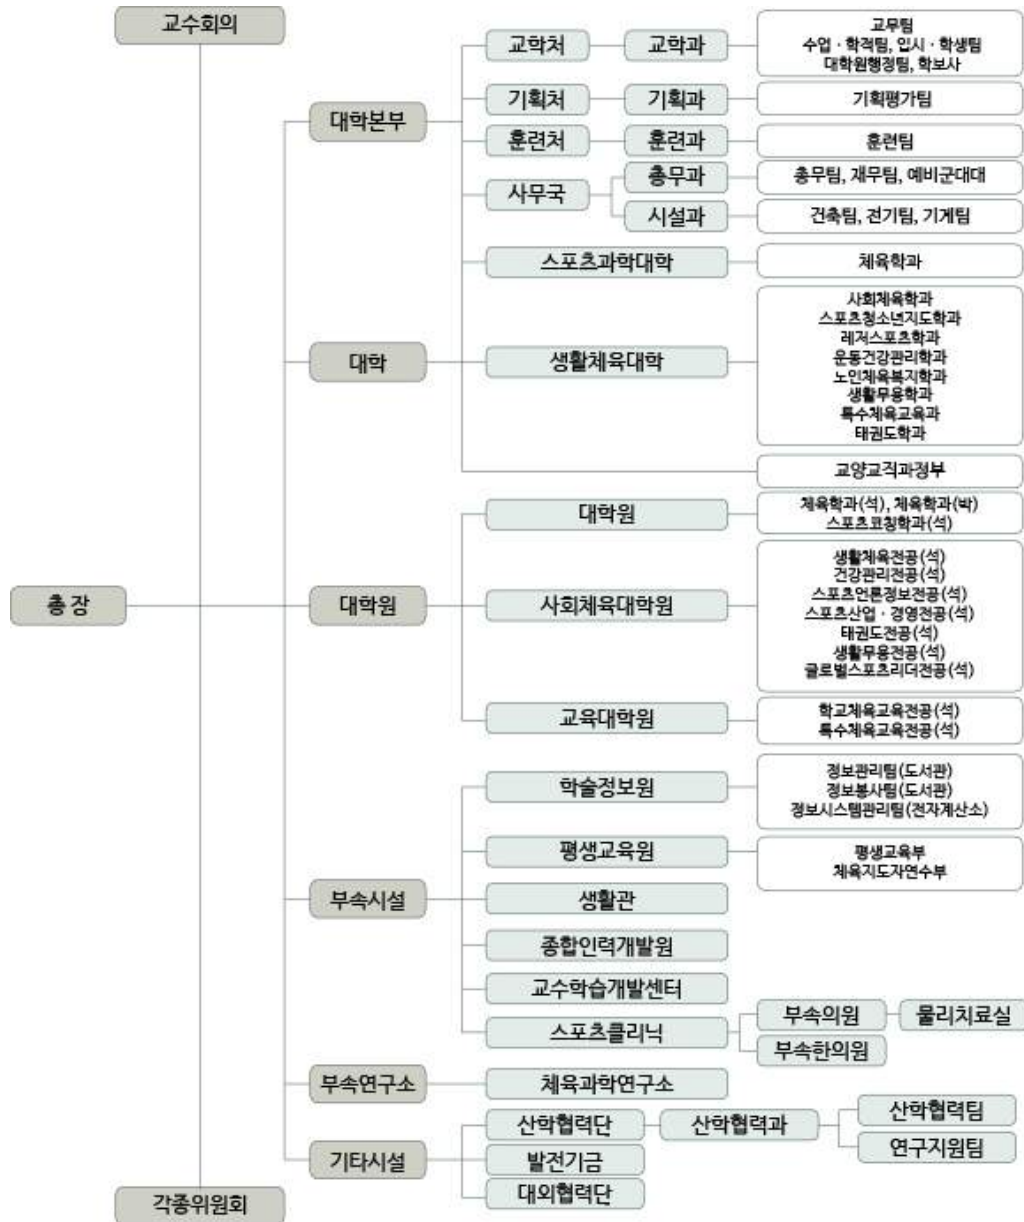 교수회의
대학본부
교학처
교학과
교무팀
수업 · 학적팀, 입시 · 학생팀
대학원행정팀, 학보사
기획처
기획과
기획평가팀
훈련처
훈련과
훈련팀
사무국
총무과
총무팀, 재무팀, 예비군대대
시설과
건축팀, 전기팀, 기계팀
대학
스포츠과학대학
체육학과
생활체육대학
사회체육학과
스포츠청소년지도학과
레저스포츠학과
운동건강관리학과
노인체육복지학과
생활무용학과
특수체육교육과
태권도학과
교양교직과정부
총 장
대학원
대학원
체육학과(석), 체육학과(박)
스포츠코칭학과(석)
사회체육대학원
생활체육전공(석)
건강관리전공(석)
스포츠언론정보전공(석)
스포츠산업 · 경영전공(석)
태권도전공(석)
생활무용전공(석)
글로벌스포츠리더전공(석)
교육대학원
학교체육교육전공(석)
특수체육교육전공(석)
부속시설
학술정보원
정보관리팀(도서관)
정보봉사팀(도서관)
정보시스템관리팀(전자계산소)
평생교육원
평생교육부
체육지도자연수부
생활관
종합인력개발원
교수학습개발센터
스포츠클리닉
부속의원
물리치료실
부속한의원
부속연구소
체육과학연구소
기타시설
산학협력단
산학협력과
산학협력팀
연구지원팀
발전기금
대외협력단
각종위원회